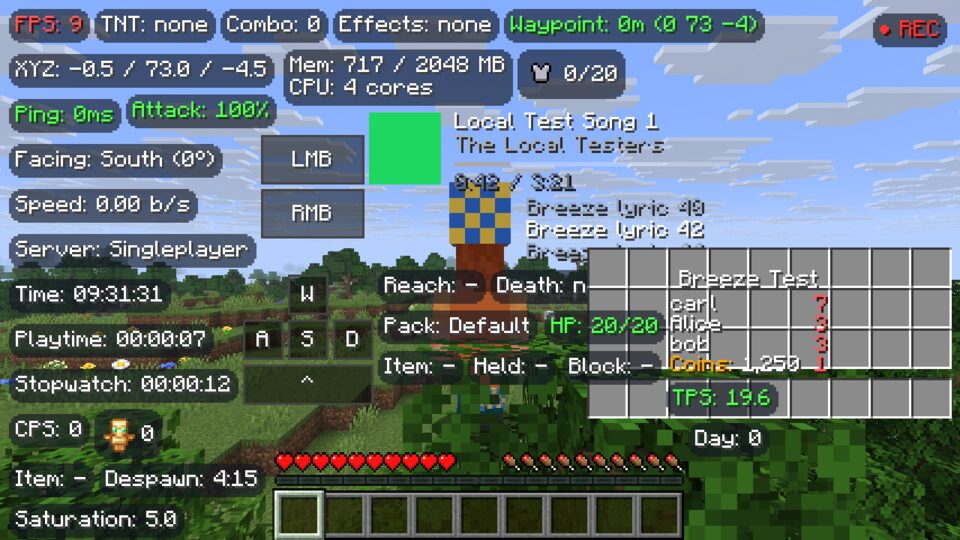 FPS: 9 TNT: none Combo: 0 Effects: none Waypoint: 0m (0 73 -4) REC
XYZ: -0.5 / 73.0 / -4.5
Mem: 717 / 2048 MB
CPU: 4 cores
0/20
Ping: 0ms Attack: 100%
Local Test Song 1
The Local Testers
Facing: South (0°)
LMB
0:42 / 3:21
Speed: 0.00 b/s
RMB
Breeze lyric 40
Breeze lyric 42
Server: Singleplayer
Breeze Test
Reach: - Death:
Time: 09:31:31
W
carl 7
Alice 3
bob 3
Coins: 1,250 1
Pack: Default HP: 20/20
Playtime: 00:00:07
A S D
Item: - Held: - Block: -
Stopwatch: 00:00:12
^
TPS: 19.6
CPS: 0
0
Day: 0
Item: - Despawn: 4:15
Saturation: 5.0